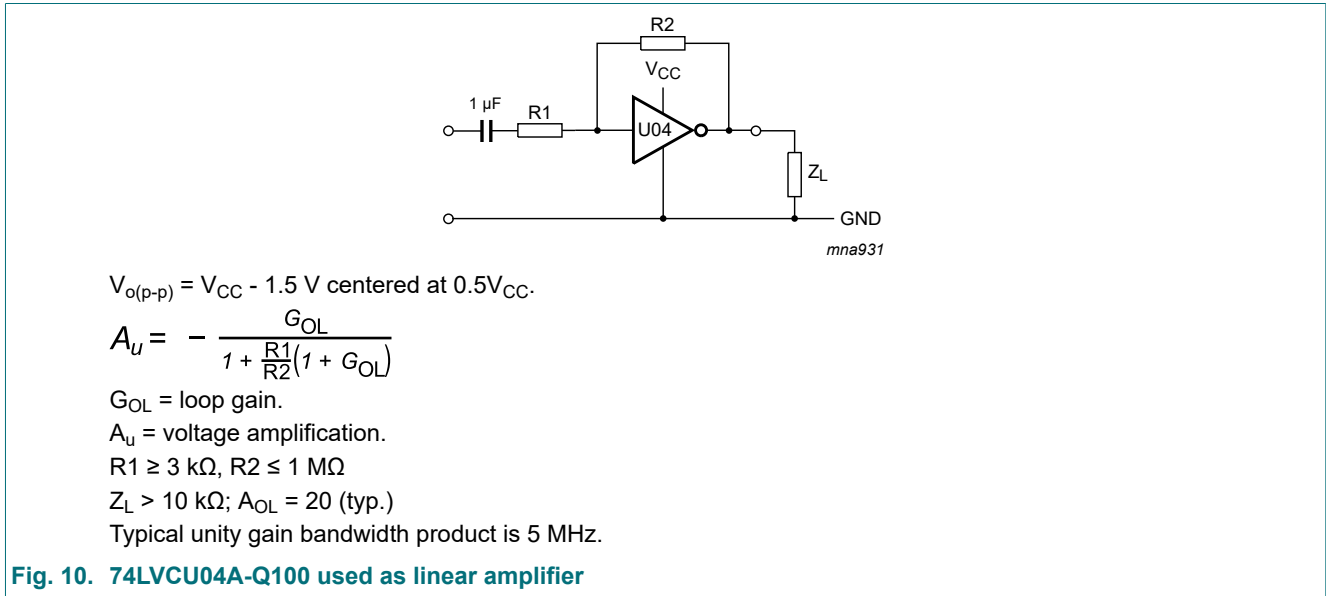 R2
V_CC
1 µF
R1
U04
Z_L
GND
mna931
V_o(p-p) = V_CC - 1.5 V centered at 0.5V_CC.
A_u = - G_OL / 1 + R1/R2 (1 + G_OL)
G_OL = loop gain.
A_u = voltage amplification.
R1 ≥ 3 kΩ, R2 ≤ 1 MΩ
Z_L > 10 kΩ; A_OL = 20 (typ.)
Typical unity gain bandwidth product is 5 MHz.
Fig. 10. 74LVCU04A-Q100 used as linear amplifier